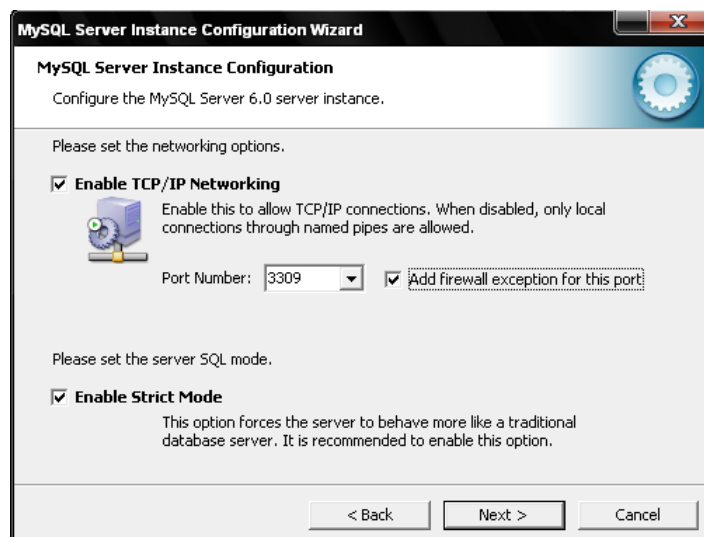 MySQL Server Instance Configuration Wizard
MySQL Server Instance Configuration
Configure the MySQL Server 6.0 server instance.
Please set the networking options.
Enable TCP/IP Networking
Enable this to allow TCP/IP connections. When disabled, only local
connections through named pipes are allowed.
Port Number: 3309 Add firewall exception for this port
Please set the server SQL mode.
Enable Strict Mode
This option forces the server to behave more like a traditional
database server. It is recommended to enable this option.
< Back Next > Cancel